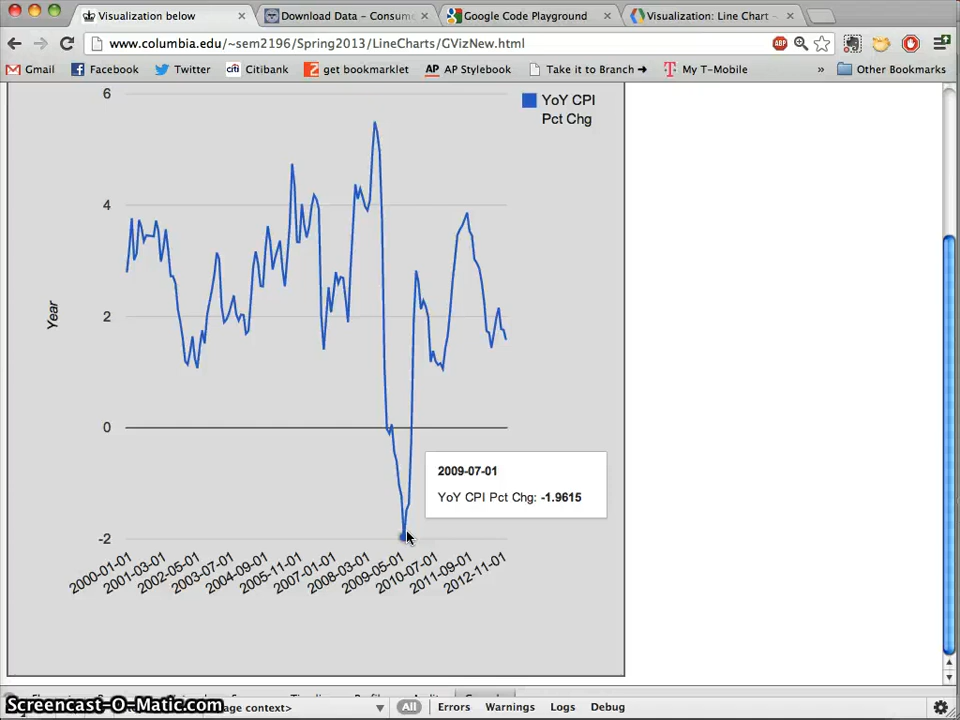 Visualization below
Download Data – Consum
Google Code Playground
Visualization: Line Chart –
www.columbia.edu/~sem2196/Spring2013/LineCharts/GVizNew.html
ABP
Gmail
Facebook
Twitter
citi Citibank
get bookmarklet
AP AP Stylebook
Take it to Branch →
My T-Mobile
»
Other Bookmarks
6
YoY CPI
Pct Chg
4
Year
2
0
2009-07-01
YoY CPI Pct Chg: -1.9615
-2
2000-01-01
2001-03-01
2002-05-01
2003-07-01
2004-09-01
2005-11-01
2007-01-01
2008-03-01
2009-05-01
2010-07-01
2011-09-01
2012-11-01
Screencast-O-Matic.com
age context>
All
Errors
Warnings
Logs
Debug